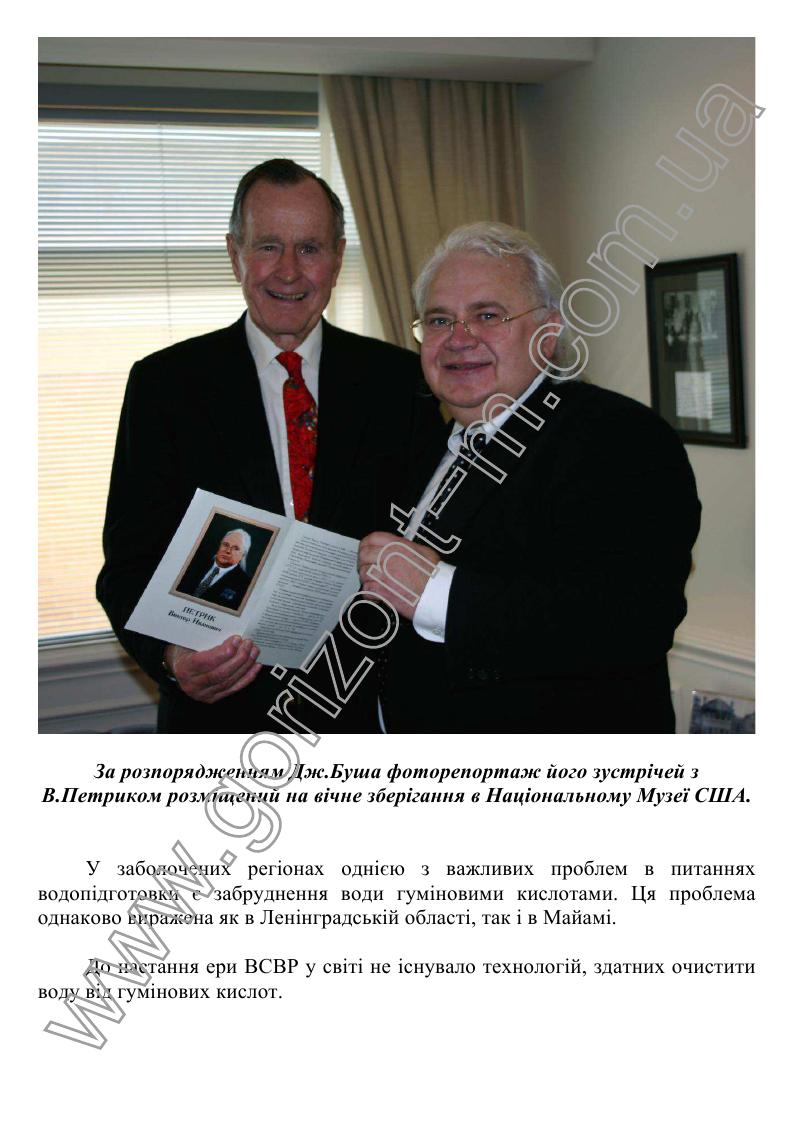 ПЕТРИК
Виктор Иванович
За розпорядженням Дж.Буша фоторепортаж його зустрічей з
В.Петриком розміщений на вічне зберігання в Національному Музеї США.
У заболочених регіонах однією з важливих проблем в питаннях
водопідготовки є забруднення води гуміновими кислотами. Ця проблема
однаково виражена як в Ленінградській області, так і в Майамі.
До настання ери ВСВР у світі не існувало технологій, здатних очистити
воду від гумінових кислот.
www.gorizont-m.com.ua